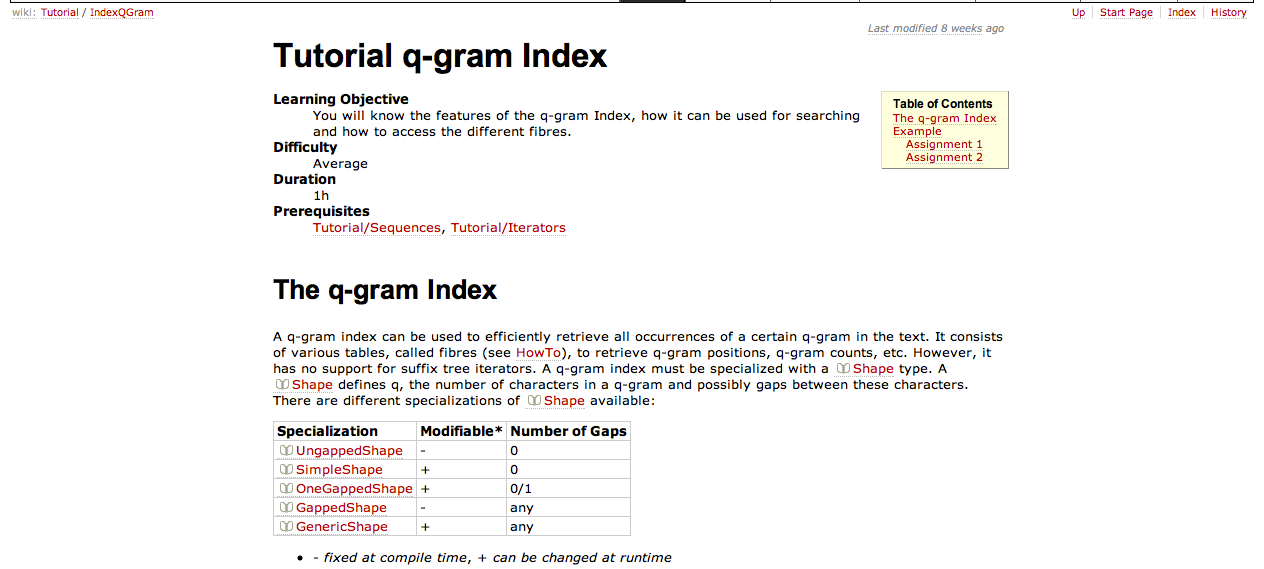 wiki: Tutorial / IndexQGram
Up Start Page Index History
Last modified 8 weeks ago
Tutorial q-gram Index
Learning Objective
You will know the features of the q-gram Index, how it can be used for searching
and how to access the different fibres.
Difficulty
Average
Duration
1h
Prerequisites
Tutorial/Sequences, Tutorial/Iterators
Table of Contents
The q-gram Index
Example
Assignment 1
Assignment 2
The q-gram Index
A q-gram index can be used to efficiently retrieve all occurrences of a certain q-gram in the text. It consists
of various tables, called fibres (see HowTo), to retrieve q-gram positions, q-gram counts, etc. However, it
has no support for suffix tree iterators. A q-gram index must be specialized with a Shape type. A
Shape defines q, the number of characters in a q-gram and possibly gaps between these characters.
There are different specializations of Shape available:
Specialization Modifiable* Number of Gaps
UngappedShape - 0
SimpleShape + 0
OneGappedShape + 0/1
GappedShape - any
GenericShape + any
• - fixed at compile time, + can be changed at runtime